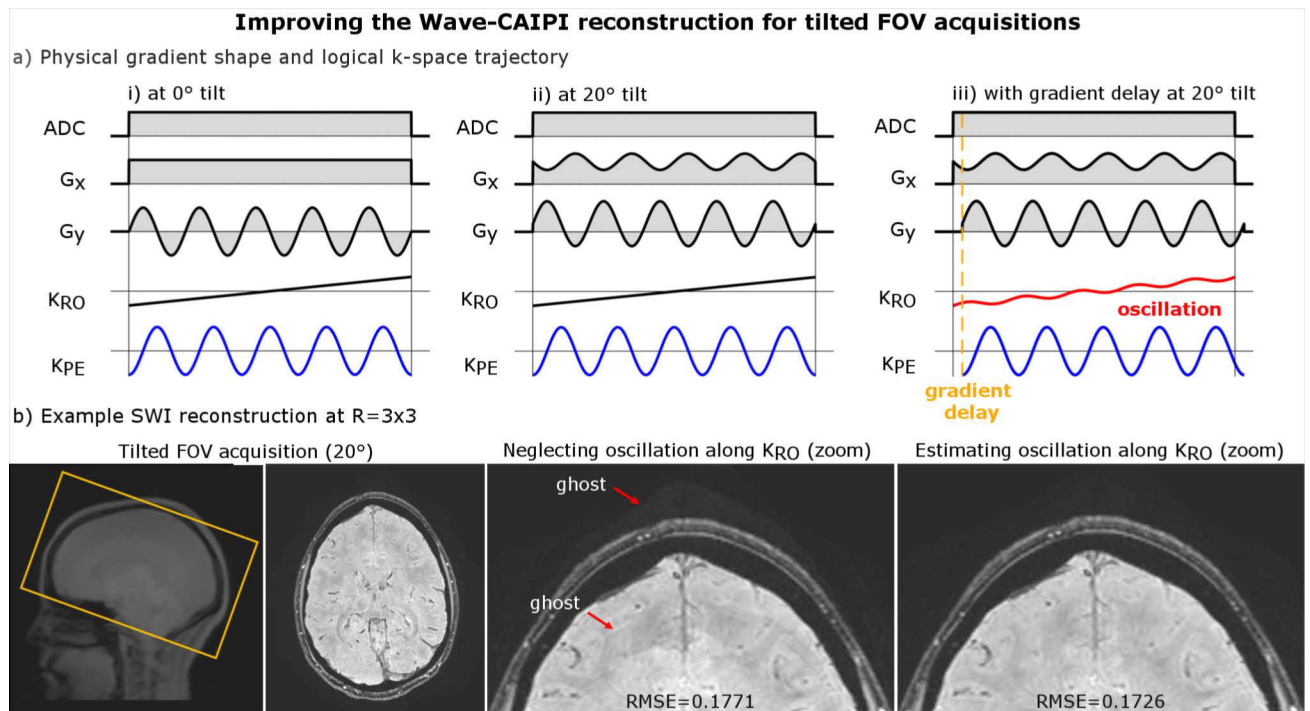 Improving the Wave-CAIPI reconstruction for tilted FOV acquisitions
a) Physical gradient shape and logical k-space trajectory
i) at 0° tilt
ii) at 20° tilt
iii) with gradient delay at 20° tilt
ADC
ADC
ADC
Gx
Gx
Gx
Gy
Gy
Gy
KRO
KRO
KRO
oscillation
KPE
KPE
KPE
gradient
delay
b) Example SWI reconstruction at R=3x3
Tilted FOV acquisition (20°)
Neglecting oscillation along KRO (zoom)
Estimating oscillation along KRO (zoom)
ghost
ghost
RMSE=0.1771
RMSE=0.1726